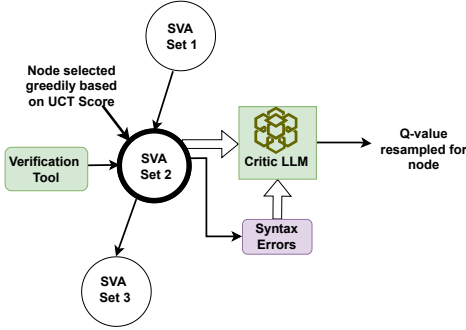 SVA
Set 1
Node selected
greedily based
on UCT Score
Verification
Tool
SVA
Set 2
Critic LLM
Q-value
resampled for
node
Syntax
Errors
SVA
Set 3